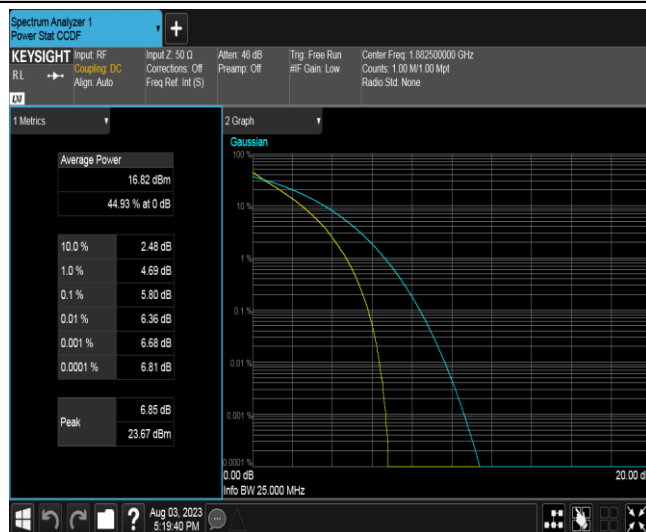 Spectrum Analyzer 1
Power Stat CCDF
+
KEYSIGHT
RL
LXI
Input: RF
Coupling: DC
Align: Auto
Input Z: 50 Ω
Corrections: Off
Freq Ref: Int (S)
Atten: 46 dB
Preamp: Off
Trig: Free Run
#IF Gain: Low
Center Freq: 1.882500000 GHz
Counts: 1.00 M/1.00 Mpt
Radio Std: None
1 Metrics
Average Power
16.82 dBm
44.93 % at 0 dB
10.0 % 2.48 dB
1.0 % 4.69 dB
0.1 % 5.80 dB
0.01 % 6.36 dB
0.001 % 6.68 dB
0.0001 % 6.81 dB
Peak
6.85 dB
23.67 dBm
2 Graph
Gaussian
100 %
10 %
1 %
0.1 %
0.01 %
0.001 %
0.0001 %
0.00 dB
20.00 d
Info BW 25.000 MHz
?
Aug 03, 2023
5:19:40 PM